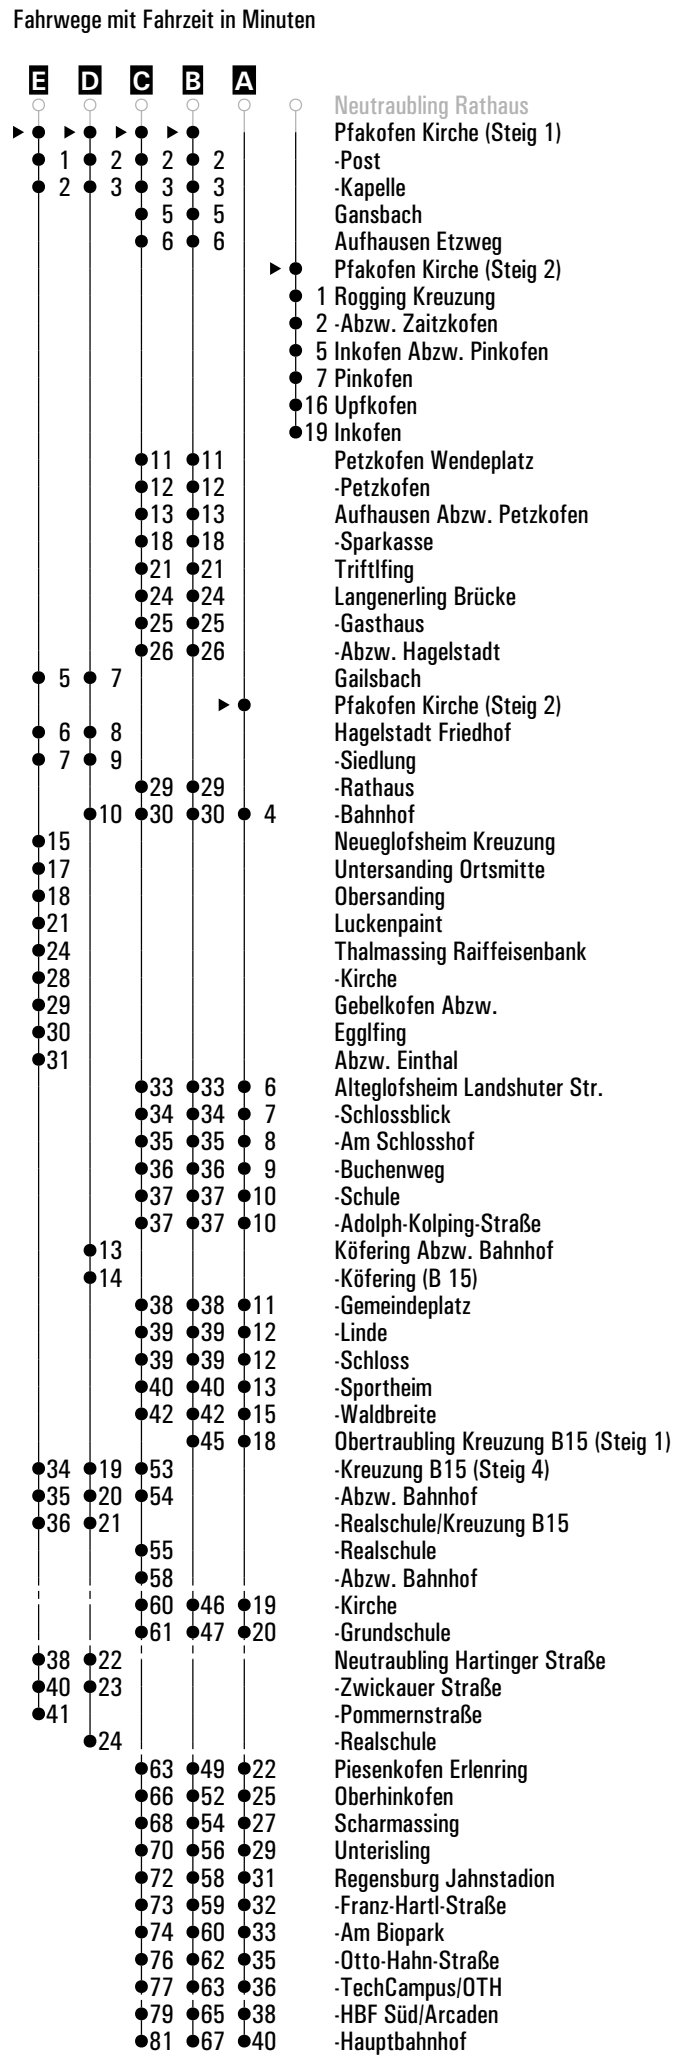 Fahrwege mit Fahrzeit in Minuten
E D C B A
Neutraubling Rathaus
Pfakofen Kirche (Steig 1)
1 2 2 2 -Post
2 3 3 3 -Kapelle
5 5 Gansbach
6 6 Aufhausen Etzweg
Pfakofen Kirche (Steig 2)
1 Rogging Kreuzung
2 -Abzw. Zaitzkofen
5 Inkofen Abzw. Pinkofen
7 Pinkofen
16 Upfkofen
19 Inkofen
11 11 Petzkofen Wendeplatz
12 12 -Petzkofen
13 13 Aufhausen Abzw. Petzkofen
18 18 -Sparkasse
21 21 Triftlfing
24 24 Langenerling Brücke
25 25 -Gasthaus
26 26 -Abzw. Hagelstadt
5 7 Gailsbach
Pfakofen Kirche (Steig 2)
6 8 Hagelstadt Friedhof
7 9 -Siedlung
29 29 -Rathaus
10 30 30 4 -Bahnhof
15 Neueglofsheim Kreuzung
17 Untersanding Ortsmitte
18 Obersanding
21 Luckenpaint
24 Thalmassing Raiffeisenbank
28 -Kirche
29 Gebelkofen Abzw.
30 Egglfing
31 Abzw. Einthal
33 33 6 Alteglofsheim Landshuter Str.
34 34 7 -Schlossblick
35 35 8 -Am Schlosshof
36 36 9 -Buchenweg
37 37 10 -Schule
37 37 10 -Adolph-Kolping-Straße
13 Köfering Abzw. Bahnhof
14 -Köfering (B 15)
38 38 11 -Gemeindeplatz
39 39 12 -Linde
39 39 12 -Schloss
40 40 13 -Sportheim
42 42 15 -Waldbreite
45 18 Obertraubling Kreuzung B15 (Steig 1)
34 19 53 -Kreuzung B15 (Steig 4)
35 20 54 -Abzw. Bahnhof
36 21 -Realschule/Kreuzung B15
55 -Realschule
58 -Abzw. Bahnhof
60 46 19 -Kirche
61 47 20 -Grundschule
38 22 Neutraubling Hartinger Straße
40 23 -Zwickauer Straße
41 -Pommernstraße
24 -Realschule
63 49 22 Piesenkofen Erlenring
66 52 25 Oberhinkofen
68 54 27 Scharmassing
70 56 29 Unterisling
72 58 31 Regensburg Jahnstadion
73 59 32 -Franz-Hartl-Straße
74 60 33 -Am Biopark
76 62 35 -Otto-Hahn-Straße
77 63 36 -TechCampus/OTH
79 65 38 -HBF Süd/Arcaden
81 67 40 -Hauptbahnhof